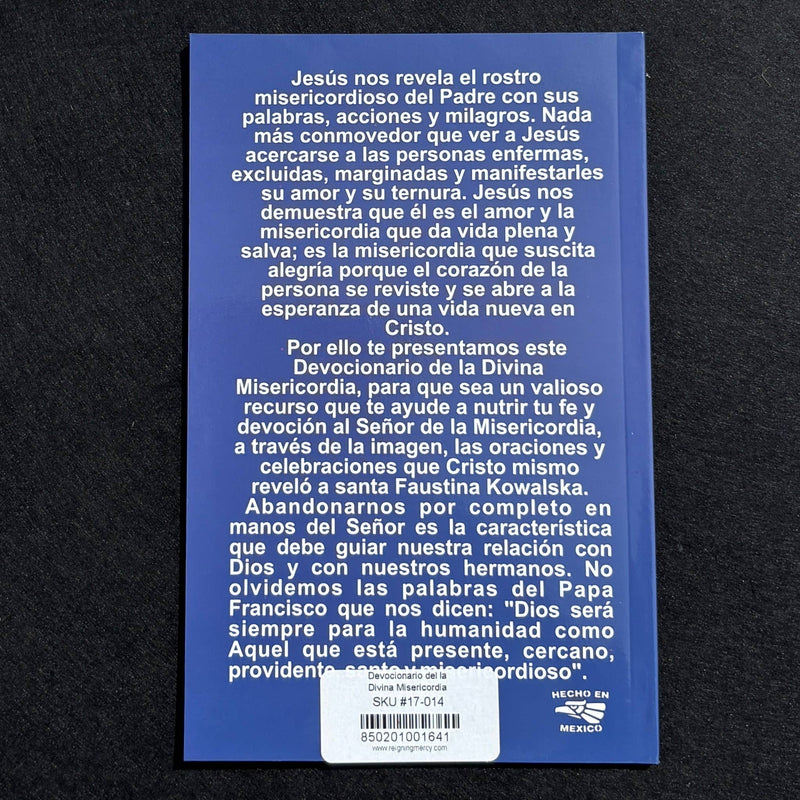 Jesús nos revela el rostro
misericordioso del Padre con sus
palabras, acciones y milagros. Nada
más conmovedor que ver a Jesús
acercarse a las personas enfermas,
excluidas, marginadas y manifestarles
su amor y su ternura. Jesús nos
demuestra que él es el amor y la
misericordia que da vida plena y
salva; es la misericordia que suscita
alegría porque el corazón de la
persona se reviste y se abre a la
esperanza de una vida nueva en
Cristo.
Por ello te presentamos este
Devocionario de la Divina
Misericordia, para que sea un valioso
recurso que te ayude a nutrir tu fe y
devoción al Señor de la Misericordia,
a través de la imagen, las oraciones y
celebraciones que Cristo mismo
reveló a santa Faustina Kowalska.
Abandonarnos por completo en
manos del Señor es la característica
que debe guiar nuestra relación con
Dios y con nuestros hermanos. No
olvidemos las palabras del Papa
Francisco que nos dicen: "Dios será
siempre para la humanidad como
Aquel que está presente, cercano,
providente, santo y misericordioso".
Devocionario del la
Divina Misericordia
SKU #17-014
850201001641
www.reigningmercy.com
HECHO EN
MEXICO